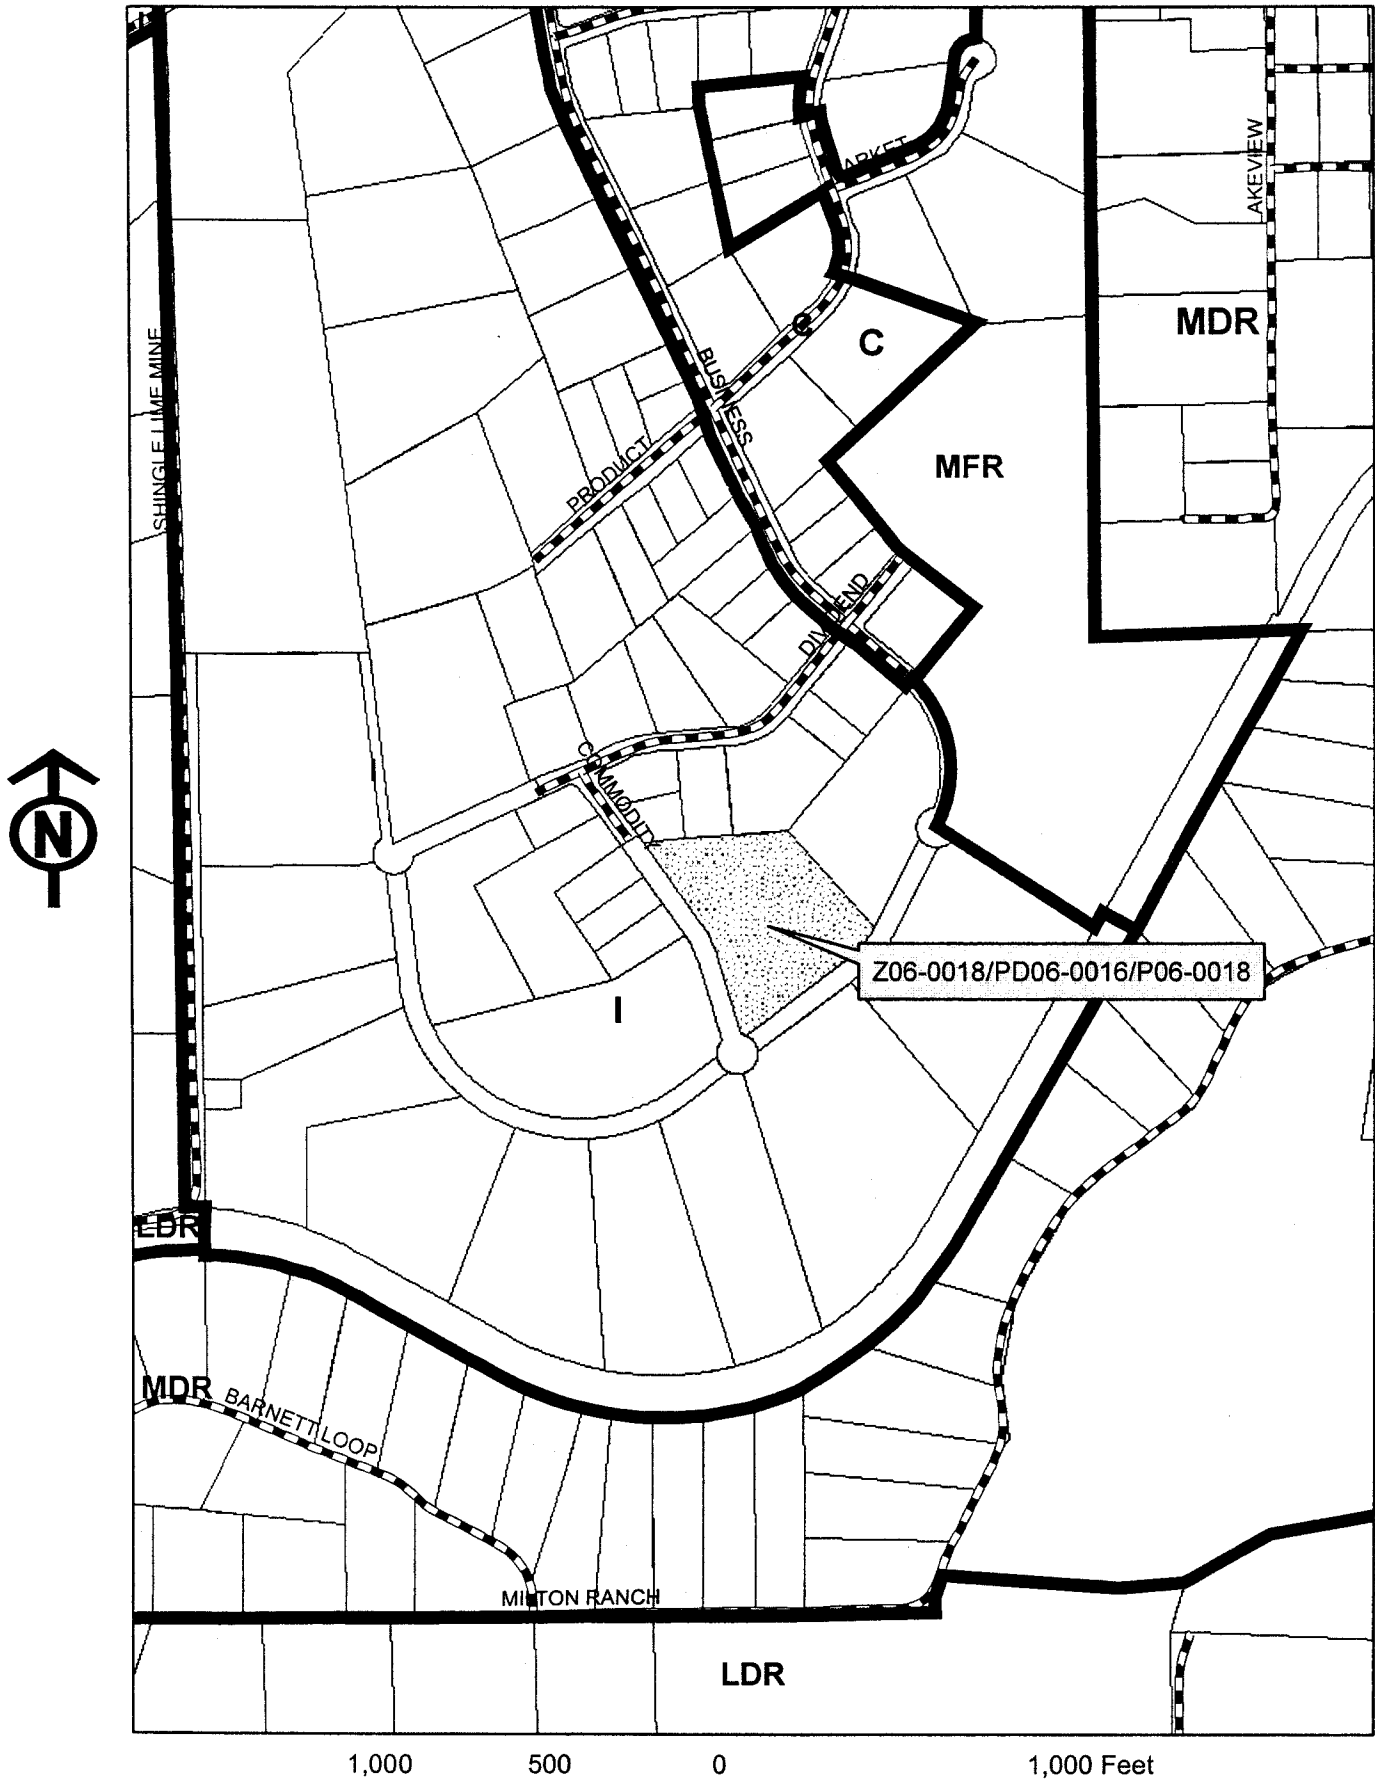 ARKET
AKEVIEW
MDR
C
C
SHINGLE LIME MINE
BUSINESS
PRODUCT
MFR
DIVIDEND
COMMODITY
N
Z06-0018/PD06-0016/P06-0018
I
LDR
MDR
BARNETT LOOP
MILTON RANCH
LDR
1,000 500 0 1,000 Feet